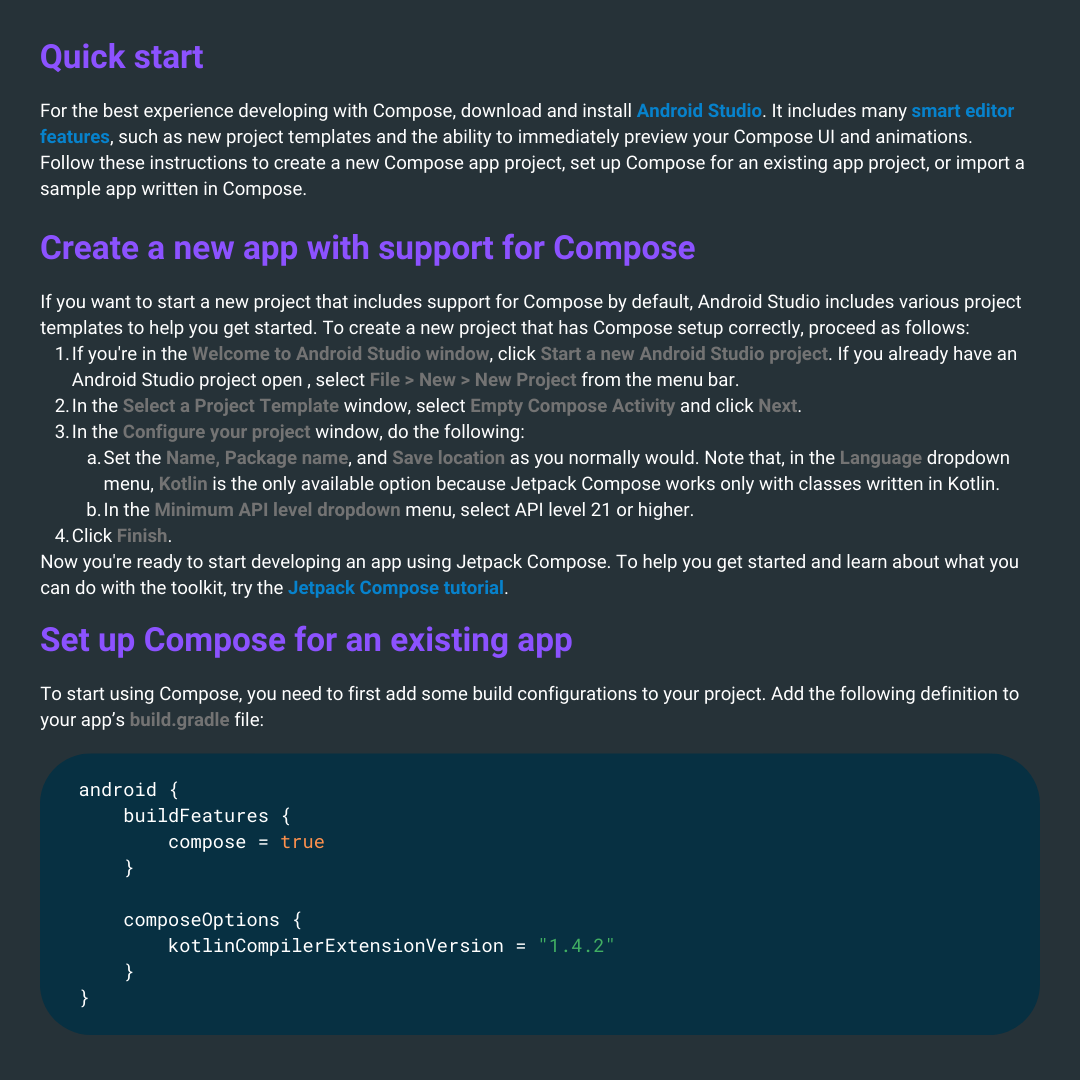 Quick start
For the best experience developing with Compose, download and install Android Studio. It includes many smart editor
features, such as new project templates and the ability to immediately preview your Compose UI and animations.
Follow these instructions to create a new Compose app project, set up Compose for an existing app project, or import a
sample app written in Compose.
Create a new app with support for Compose
If you want to start a new project that includes support for Compose by default, Android Studio includes various project
templates to help you get started. To create a new project that has Compose setup correctly, proceed as follows:
1. If you're in the Welcome to Android Studio window, click Start a new Android Studio project. If you already have an
Android Studio project open , select File > New > New Project from the menu bar.
2. In the Select a Project Template window, select Empty Compose Activity and click Next.
3. In the Configure your project window, do the following:
a. Set the Name, Package name, and Save location as you normally would. Note that, in the Language dropdown
menu, Kotlin is the only available option because Jetpack Compose works only with classes written in Kotlin.
b. In the Minimum API level dropdown menu, select API level 21 or higher.
4. Click Finish.
Now you're ready to start developing an app using Jetpack Compose. To help you get started and learn about what you
can do with the toolkit, try the Jetpack Compose tutorial.
Set up Compose for an existing app
To start using Compose, you need to first add some build configurations to your project. Add the following definition to
your app’s build.gradle file:
android {
    buildFeatures {
        compose = true
    }

    composeOptions {
        kotlinCompilerExtensionVersion = "1.4.2"
    }
}